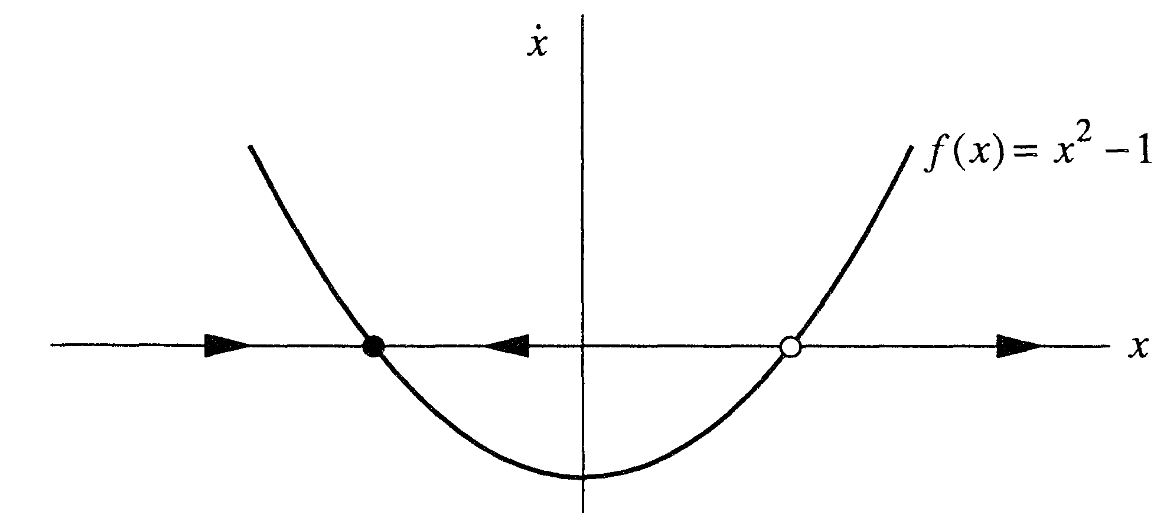 ẋ
f(x) = x² − 1
x